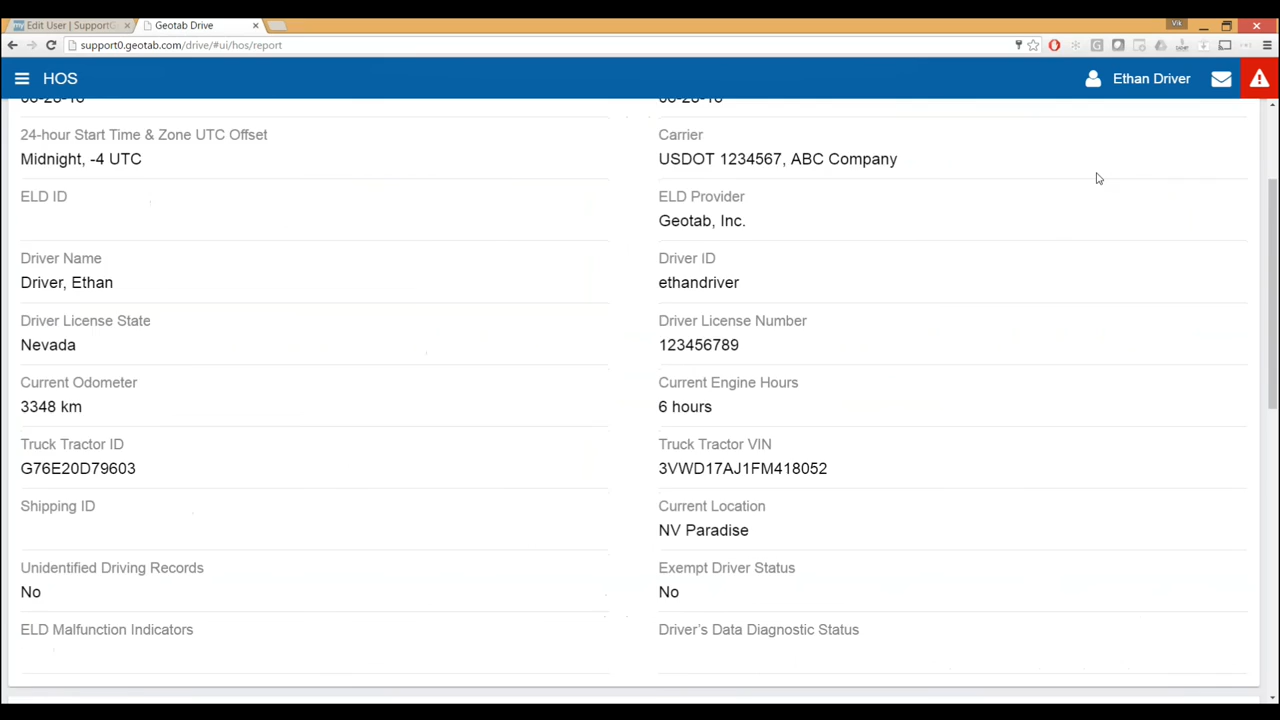 Edit User | Support
Geotab Drive
Vik
support0.geotab.com/drive/#ui/hos/report
HOS
Ethan Driver
24-hour Start Time & Zone UTC Offset
Midnight, -4 UTC
Carrier
USDOT 1234567, ABC Company
ELD ID
ELD Provider
Geotab, Inc.
Driver Name
Driver, Ethan
Driver ID
ethandriver
Driver License State
Nevada
Driver License Number
123456789
Current Odometer
3348 km
Current Engine Hours
6 hours
Truck Tractor ID
G76E20D79603
Truck Tractor VIN
3VWD17AJ1FM418052
Shipping ID
Current Location
NV Paradise
Unidentified Driving Records
No
Exempt Driver Status
No
ELD Malfunction Indicators
Driver's Data Diagnostic Status